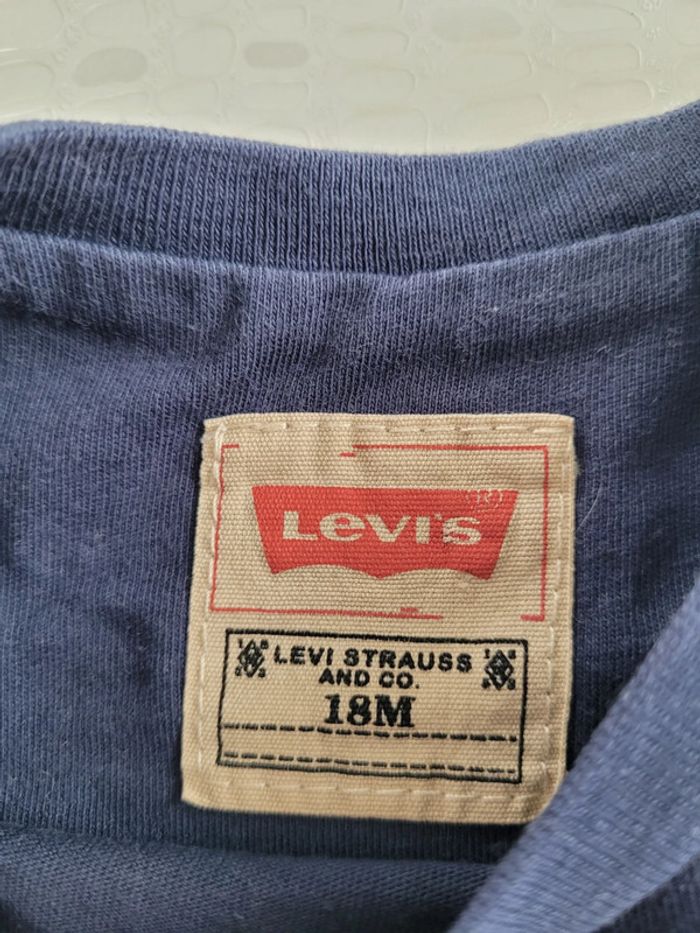 LEVI'S
LEVI STRAUSS
AND CO.
18M